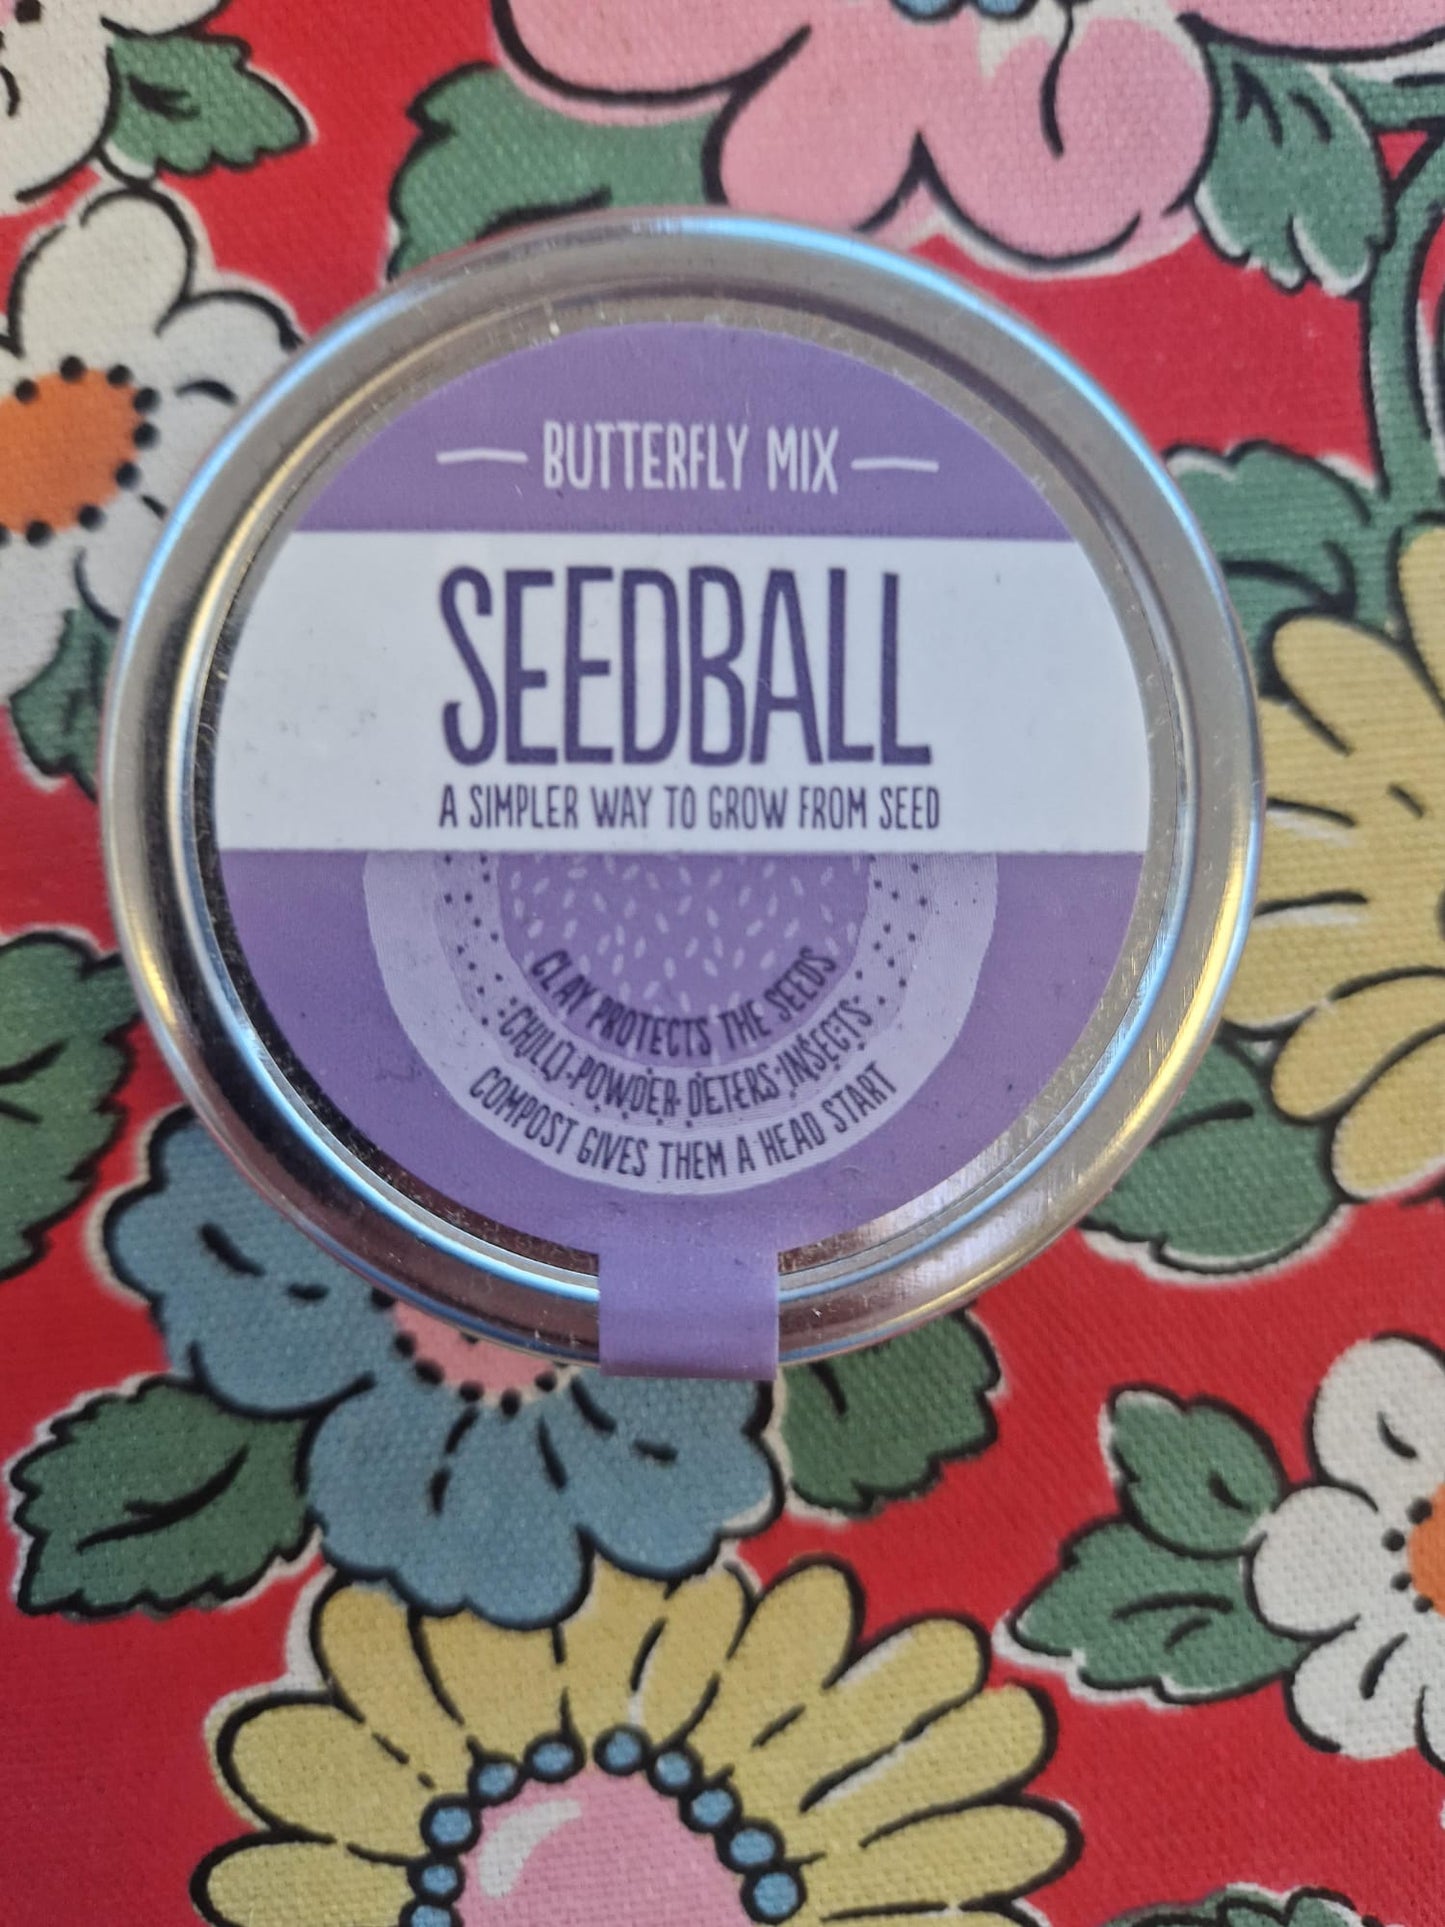 BUTTERFLY MIX
SEEDBALL
A SIMPLER WAY TO GROW FROM SEED
CLAY PROTECTS THE SEEDS
CHILLI POWDER DETERS INSECTS
COMPOST GIVES THEM A HEAD START